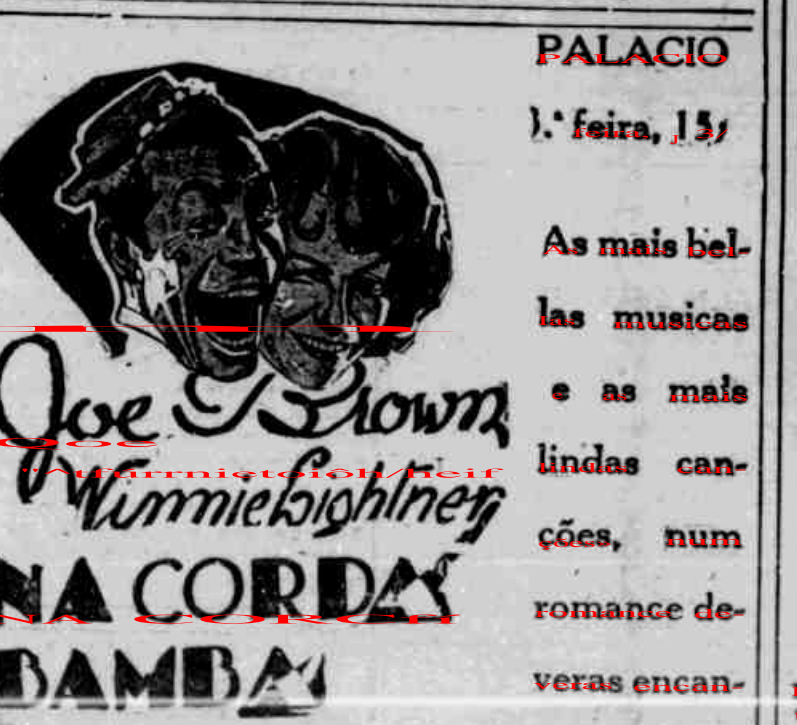 Joe Brown
Winnie Lightner
NA CORDA
BAMBA
PALACIO
feira, 15
As mais bel-
las musicas
e as mais
lindas can-
ções, num
romance de-
veras encan-